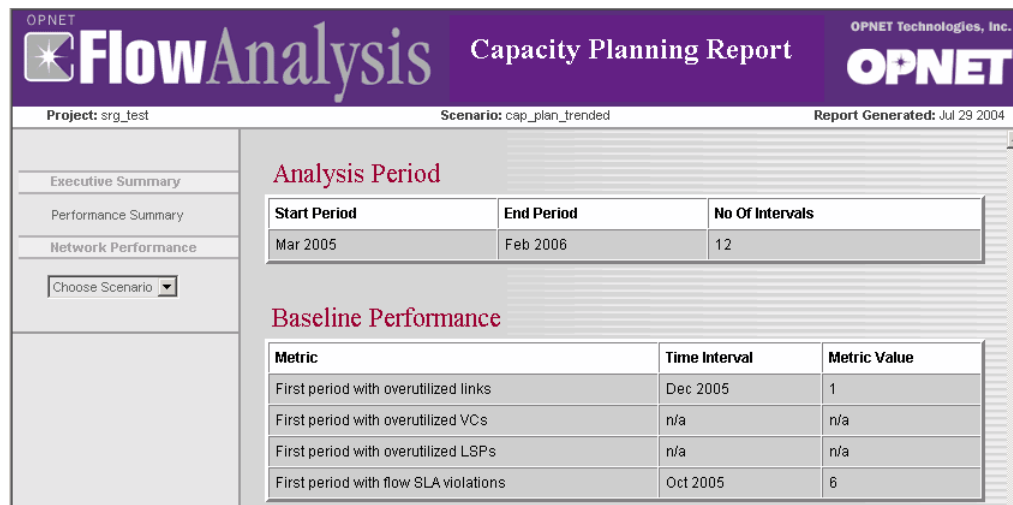 OPNET
FlowAnalysis
Capacity Planning Report
OPNET Technologies, Inc.
OPNET
Project: srg_test
Scenario: cap_plan_trended
Report Generated: Jul 29 2004
Executive Summary
Performance Summary
Network Performance
Choose Scenario
Analysis Period
Start Period End Period No Of Intervals
Mar 2005 Feb 2006 12
Baseline Performance
Metric Time Interval Metric Value
First period with overutilized links Dec 2005 1
First period with overutilized VCs n/a n/a
First period with overutilized LSPs n/a n/a
First period with flow SLA violations Oct 2005 6